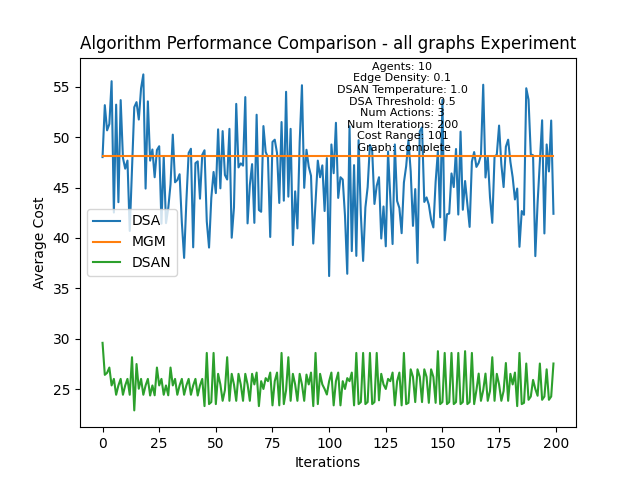 Algorithm Performance Comparison - all graphs Experiment
Agents: 10
Edge Density: 0.1
DSAN Temperature: 1.0
DSA Threshold: 0.5
Num Actions: 3
Num Iterations: 200
Cost Range: 101
Graph: complete
55
50
45
40
35
30
25
Average Cost
DSA
MGM
DSAN
0
25
50
75
100
125
150
175
200
Iterations